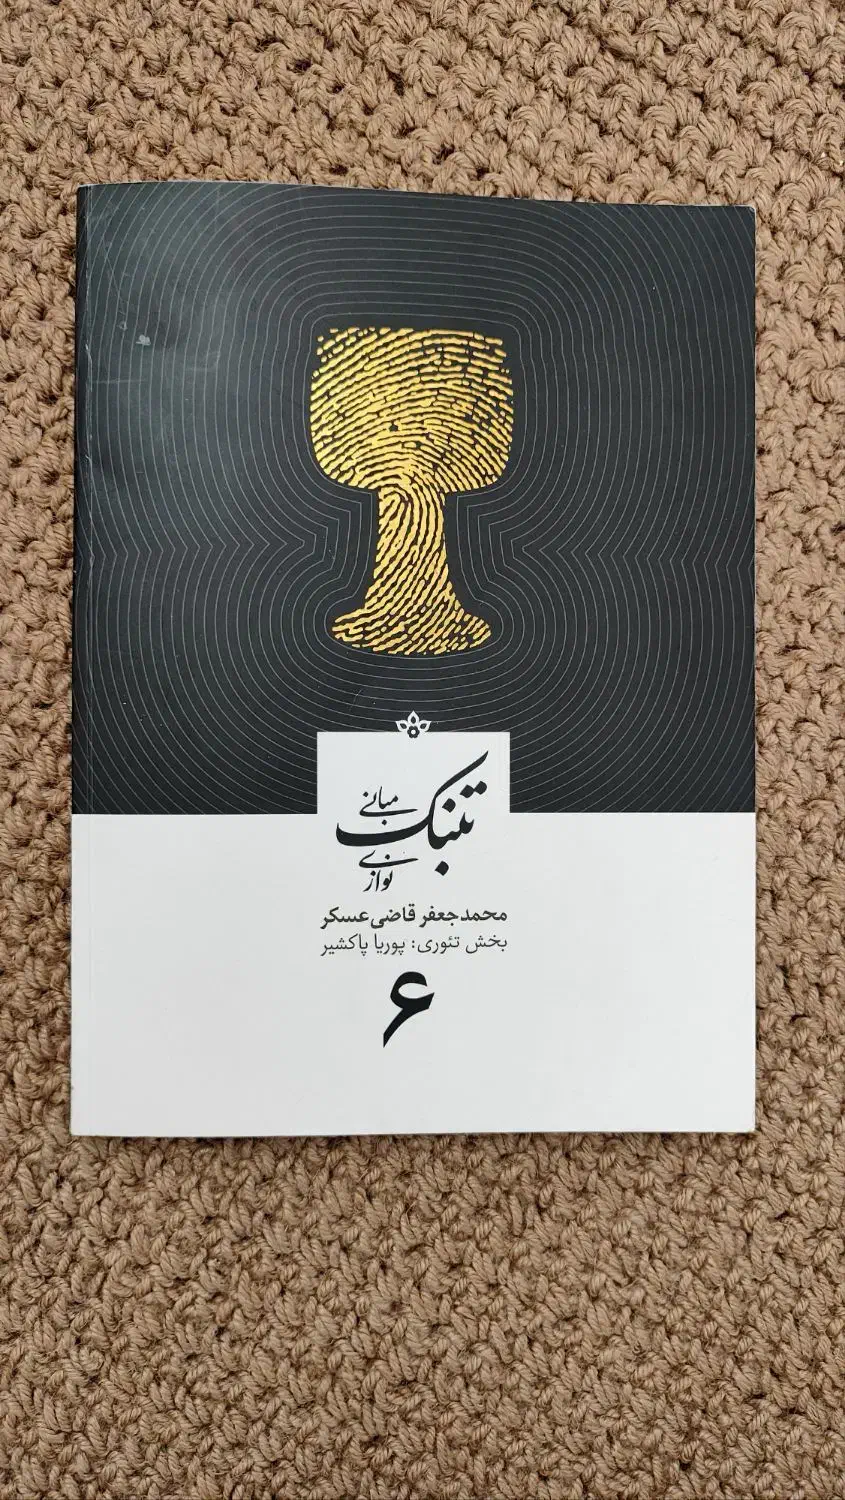 مبانی
تنبک
نوازی
محمدجعفر قاضی‌عسکر
بخش تئوری: پوریا پاکشیر
۶